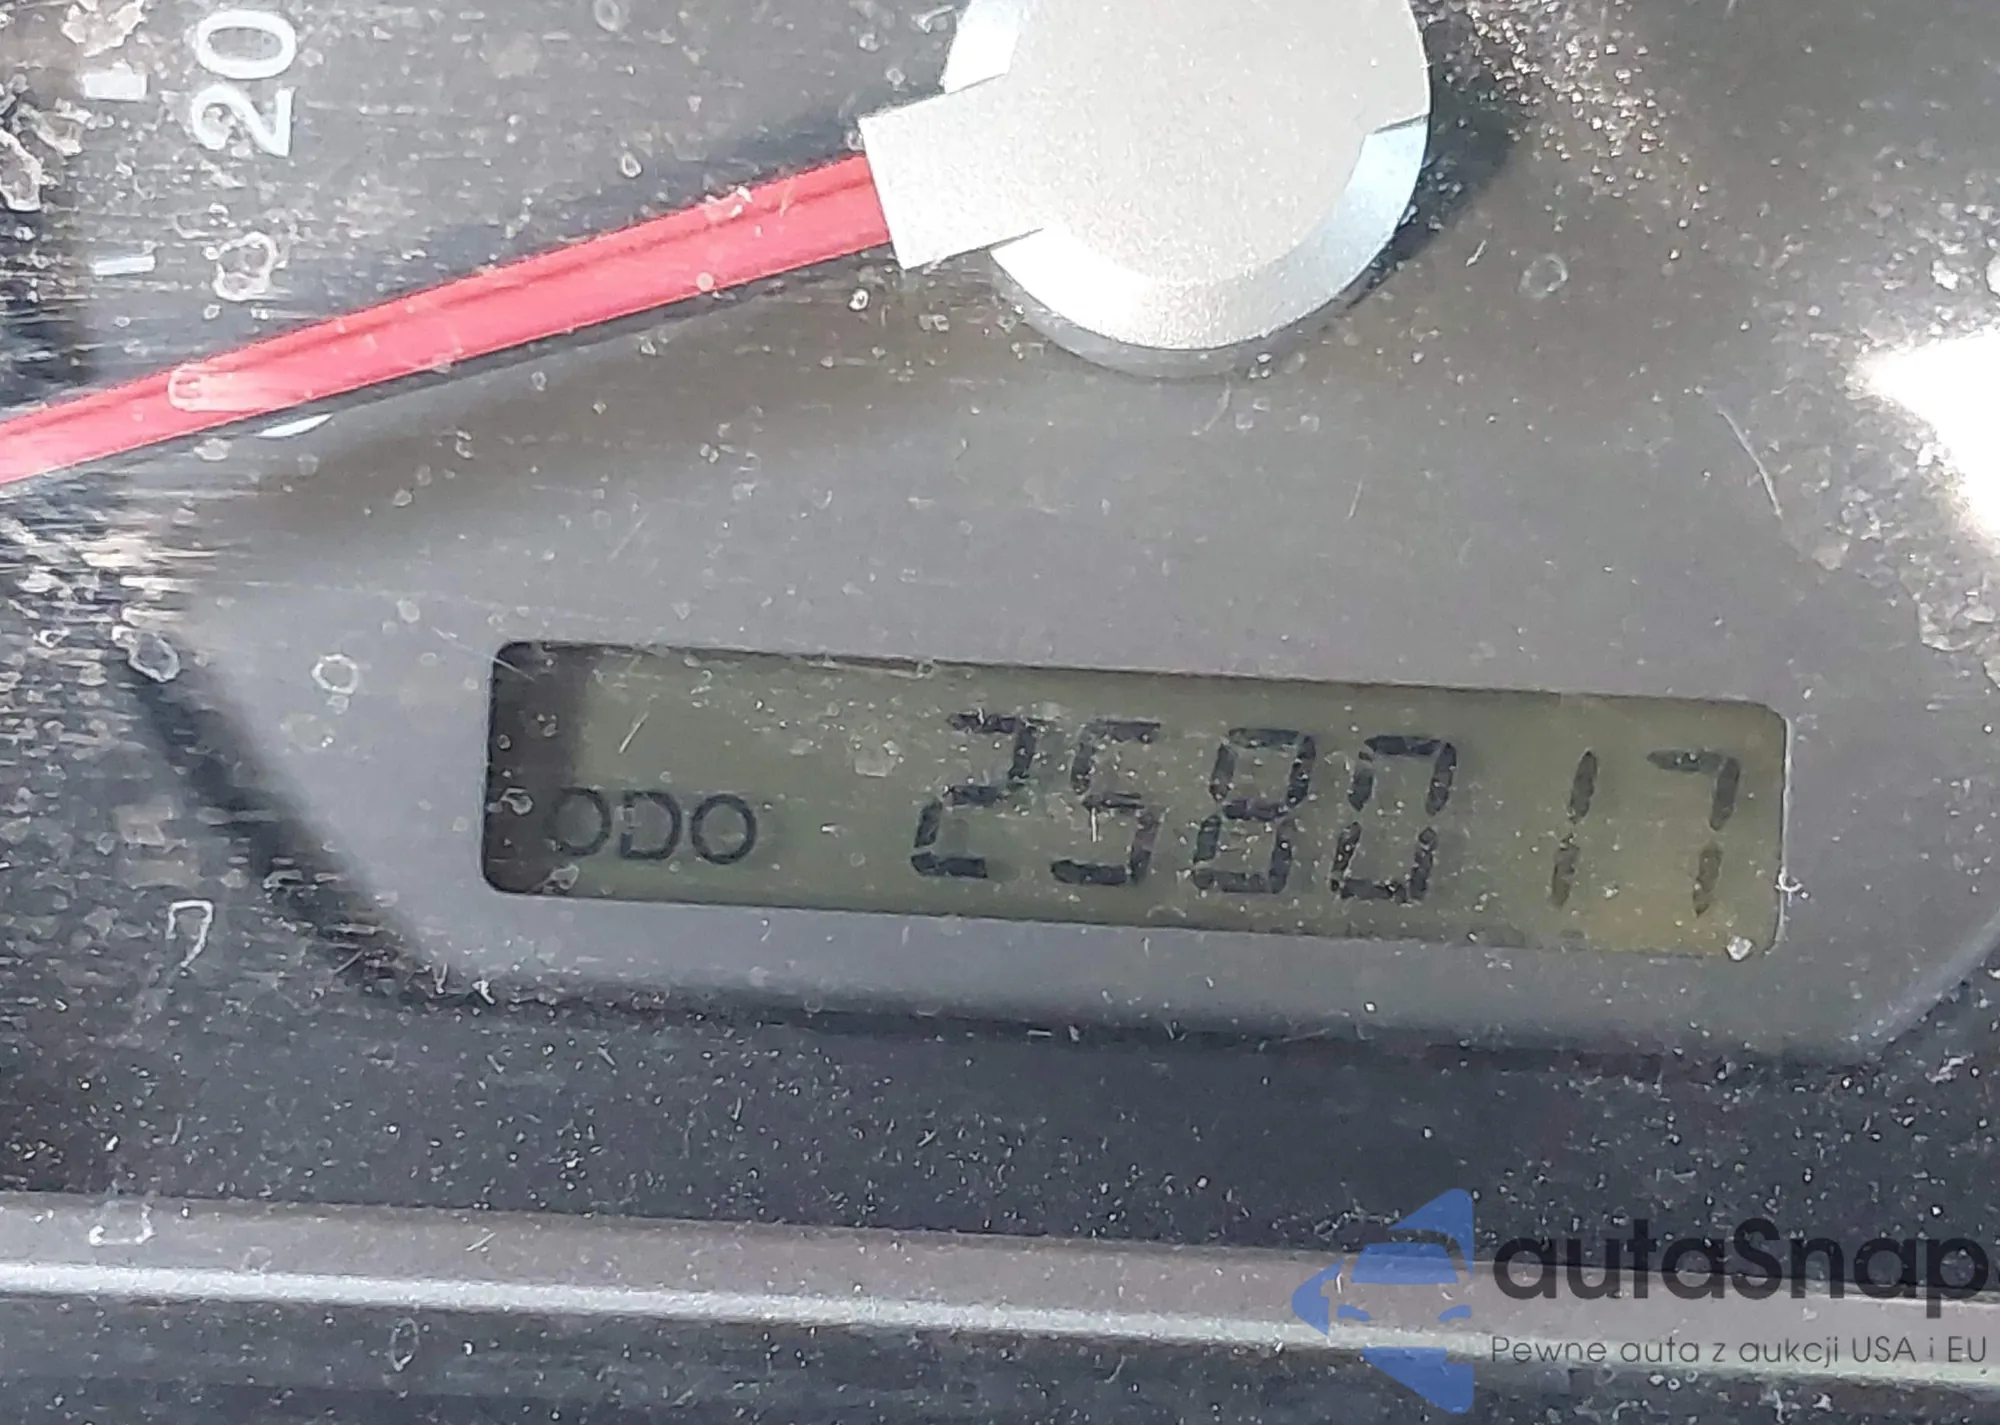 20
ODO 258017
autaSnap
Pewne auta z aukcji USA i EU